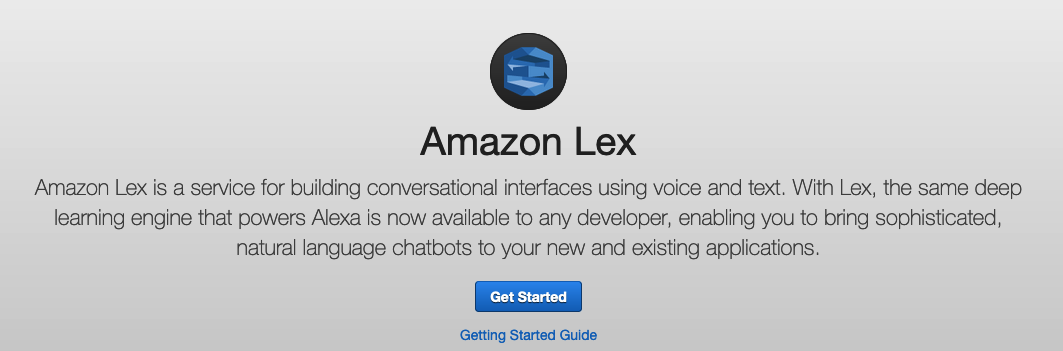 Amazon Lex
Amazon Lex is a service for building conversational interfaces using voice and text. With Lex, the same deep
learning engine that powers Alexa is now available to any developer, enabling you to bring sophisticated,
natural language chatbots to your new and existing applications.
Get Started
Getting Started Guide